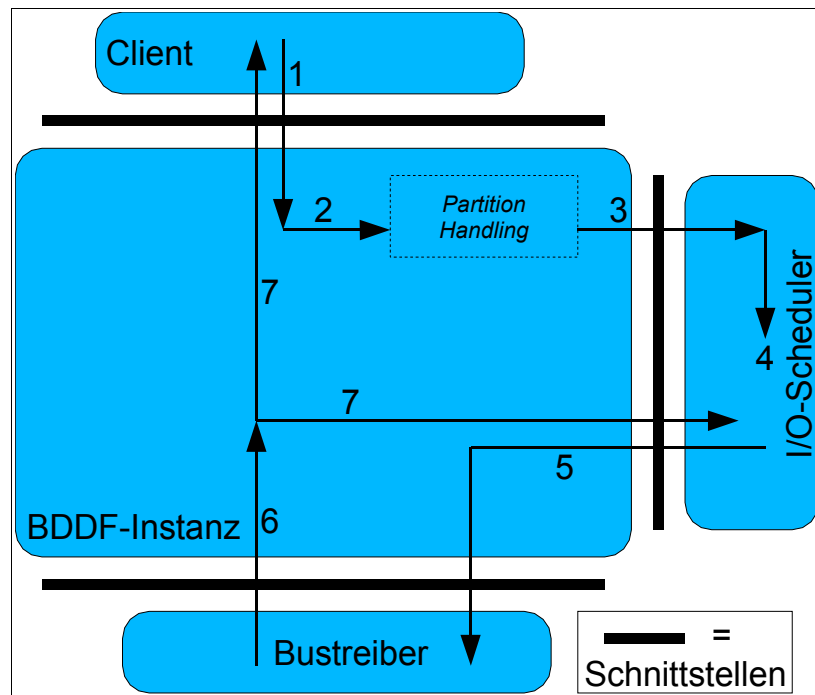 Client
1
2
Partition
Handling
3
7
4
I/O-Scheduler
7
5
BDDF-Instanz
6
Bustreiber
=
Schnittstellen